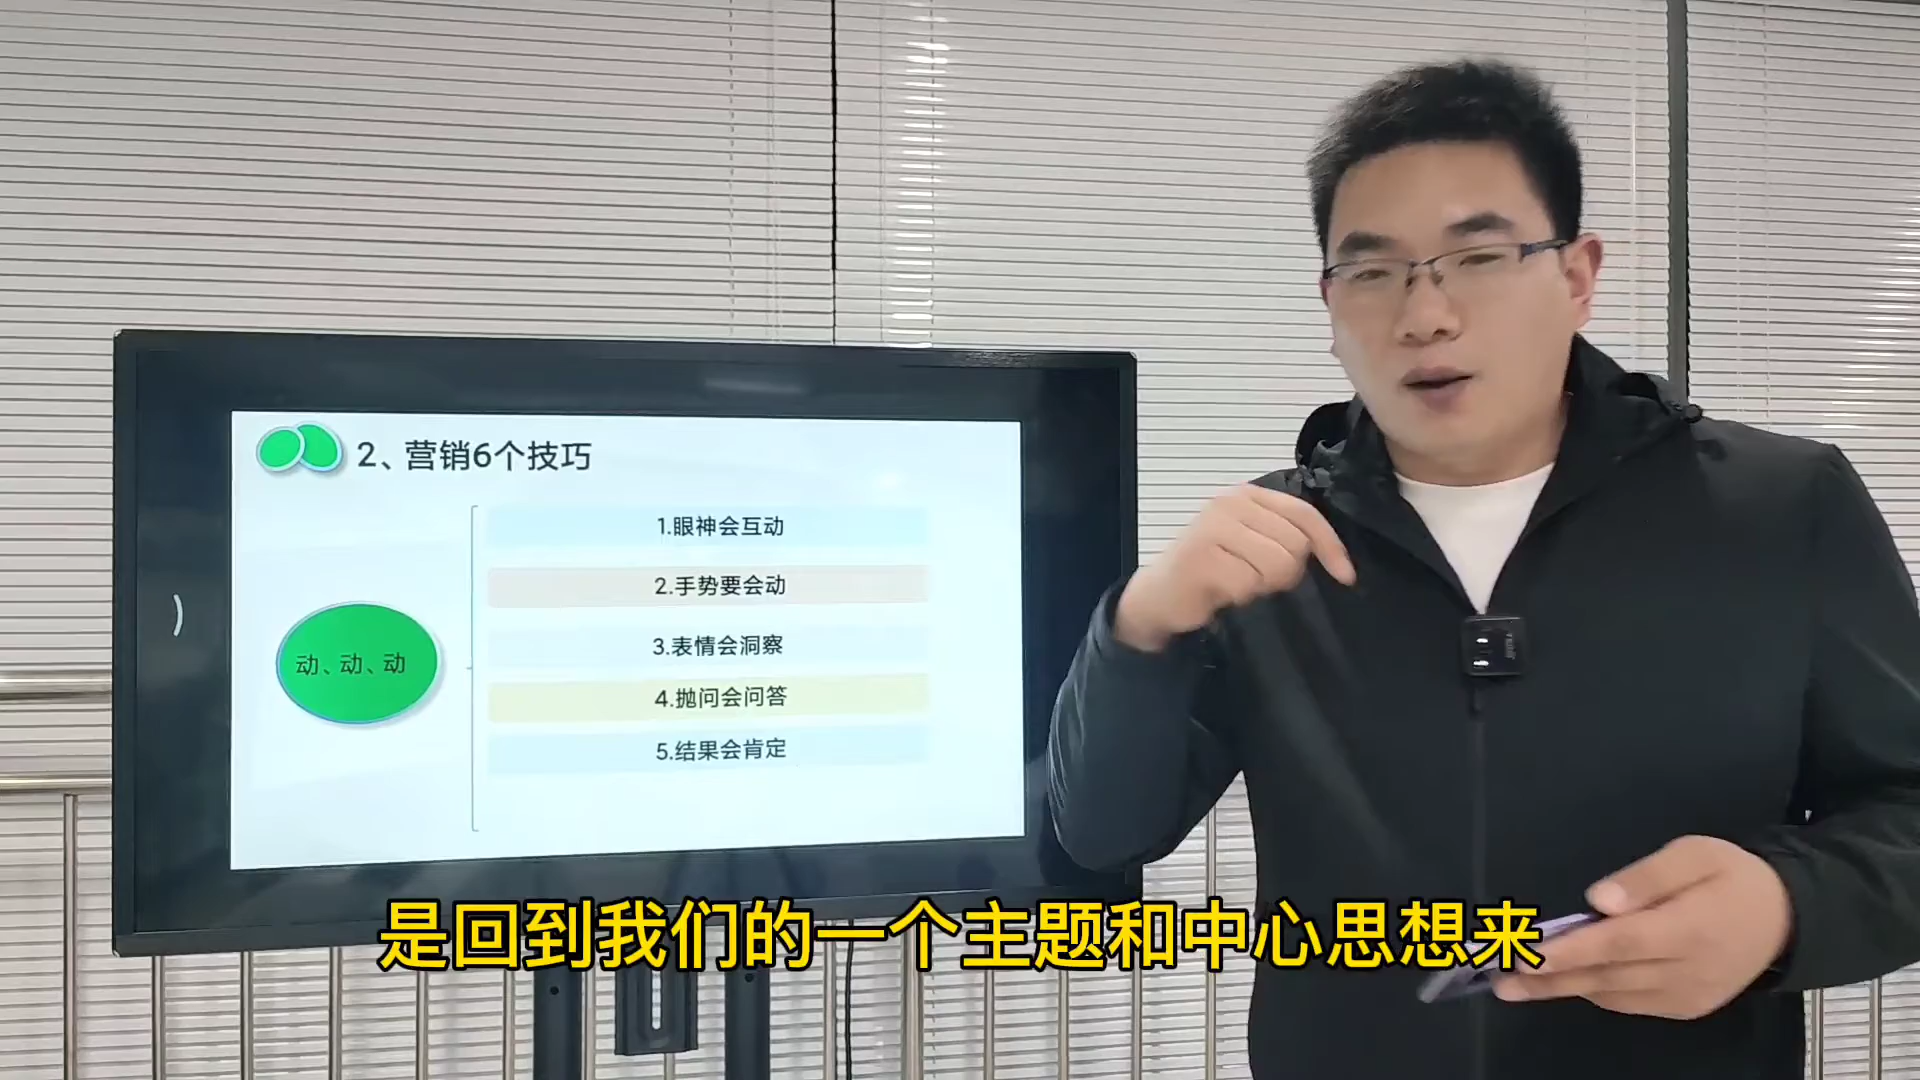 2、营销6个技巧
1.眼神会互动
2.手势要会动
3.表情会洞察
动、动、动
4.抛问会问答
5.结果会肯定
是回到我们的一个主题和中心思想来